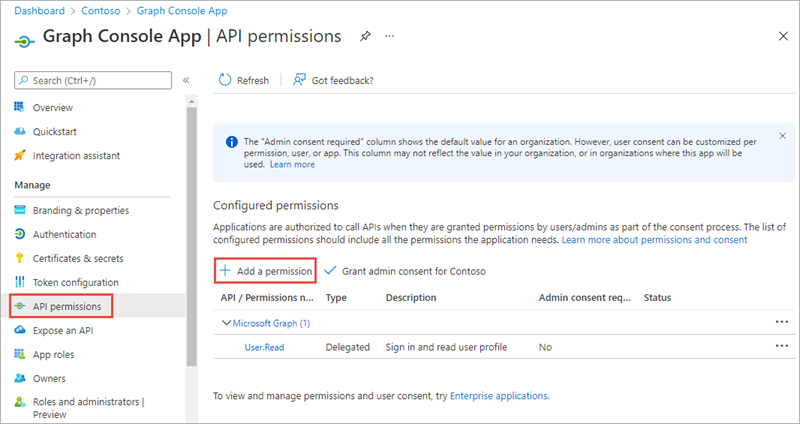 Dashboard > Contoso > Graph Console App
Graph Console App | API permissions
Search (Ctrl+/)
Overview
Quickstart
Integration assistant
Manage
Branding & properties
Authentication
Certificates & secrets
Token configuration
API permissions
Expose an API
App roles
Owners
Roles and administrators |
Preview
Refresh
Got feedback?
The "Admin consent required" column shows the default value for an organization. However, user consent can be customized per
permission, user, or app. This column may not reflect the value in your organization, or in organizations where this app will be
used. Learn more
Configured permissions
Applications are authorized to call APIs when they are granted permissions by users/admins as part of the consent process. The list of
configured permissions should include all the permissions the application needs. Learn more about permissions and consent
Add a permission
Grant admin consent for Contoso
API / Permissions n... Type Description Admin consent req... Status
Microsoft Graph (1)
User.Read Delegated Sign in and read user profile No
To view and manage permissions and user consent, try Enterprise applications.